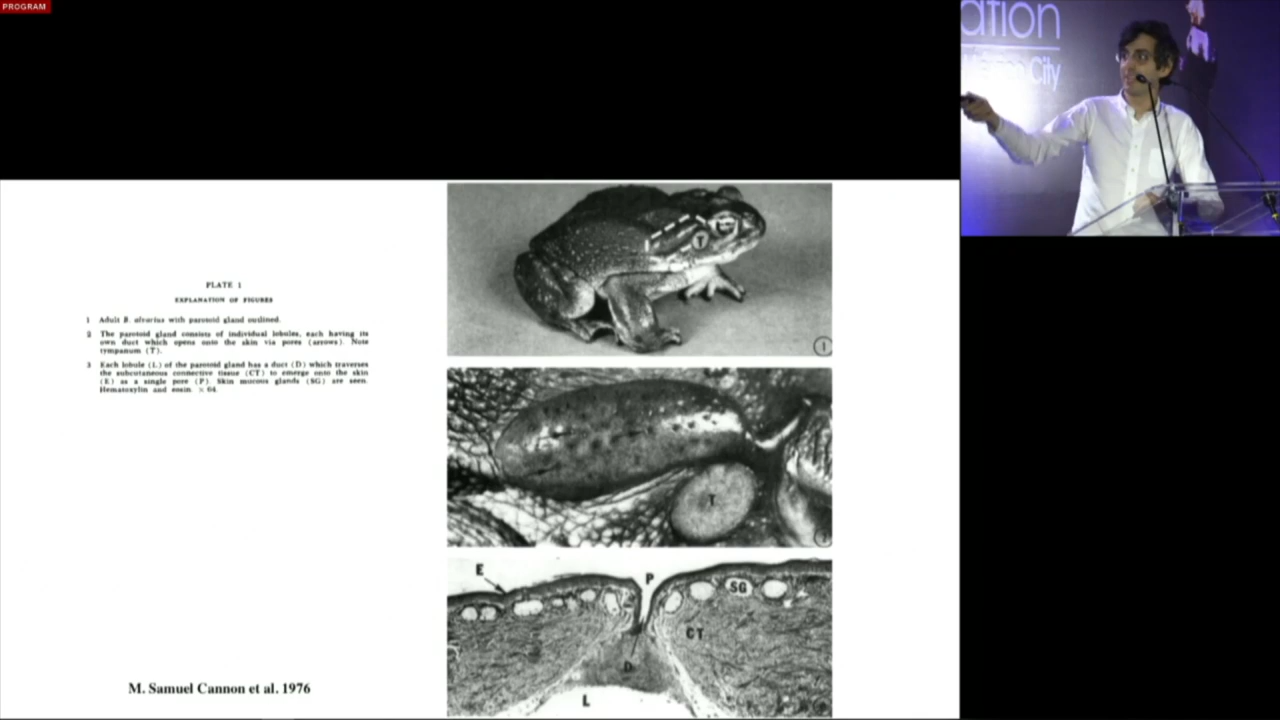 PROGRAM
ation
City
PLATE 1
EXPLANATION OF FIGURES
1 Adult B. alvarius with parotoid gland outlined.
2 The parotoid gland consists of individual lobules, each having its
own duct which opens onto the skin via pores (arrows). Note
tympanum (T).
3 Each lobule (L) of the parotoid gland has a duct (D) which traverses
the subcutaneous connective tissue (CT) to emerge onto the skin
(E) as a single pore (P). Skin mucous glands (SG) are seen.
Hematoxylin and eosin. × 64.
M. Samuel Cannon et al. 1976
T
1
T
E
P
SG
CT
D
L